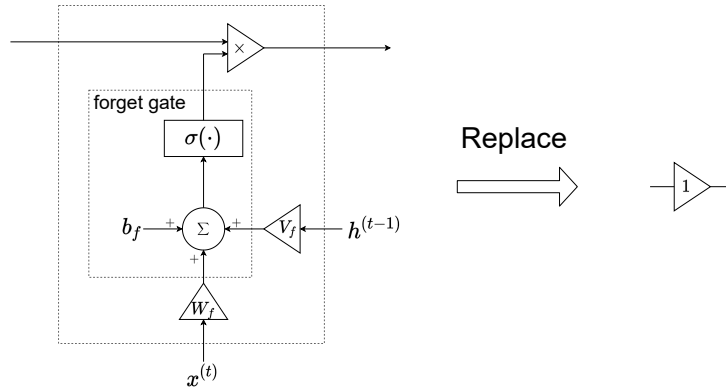 ×
forget gate
σ(·)
Replace
1
b_f
+
Σ
+
V_f
h^{(t−1)}
+
W_f
x^{(t)}